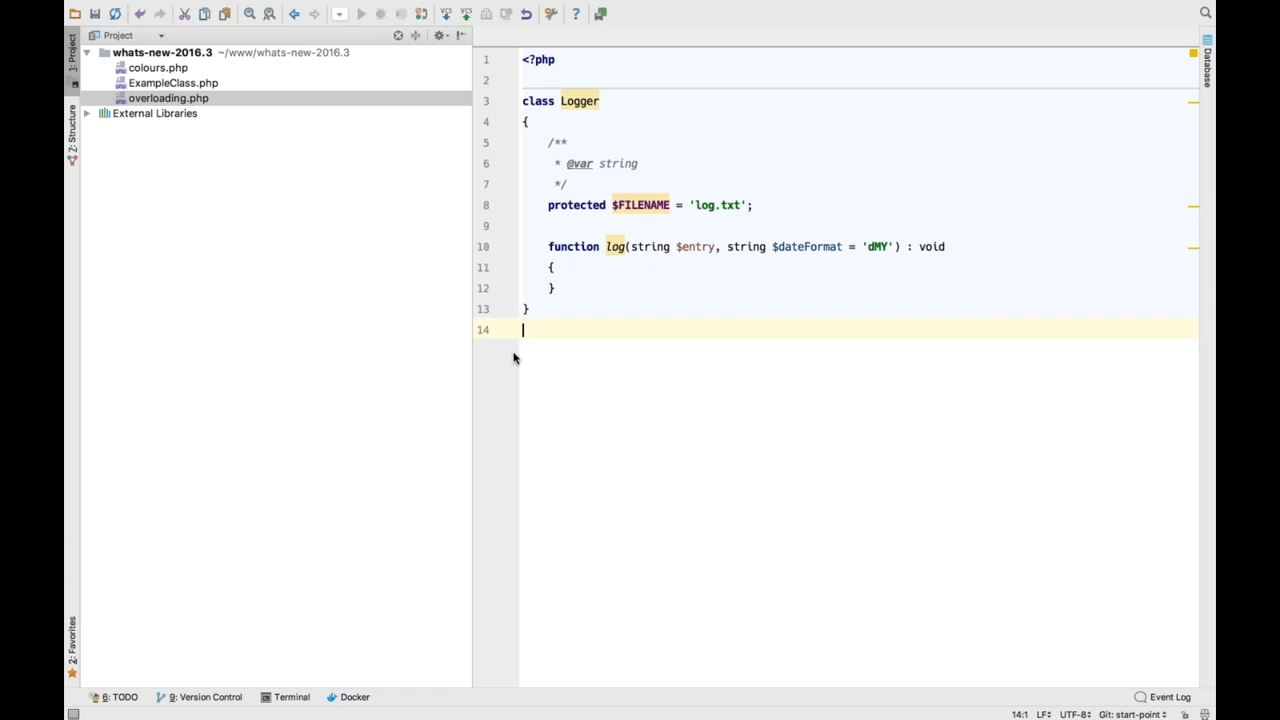 VCS VCS
Project
whats-new-2016.3 ~/www/whats-new-2016.3
colours.php
ExampleClass.php
overloading.php
External Libraries
1: Project
Z: Structure
2: Favorites
1 <?php
2
3 class Logger
4 {
5 /**
6 * @var string
7 */
8 protected $FILENAME = 'log.txt';
9
10 function log(string $entry, string $dateFormat = 'dMY') : void
11 {
12 }
13 }
14
Database
6: TODO 9: Version Control Terminal Docker Event Log
14:1 LF÷ UTF-8÷ Git: start-point÷